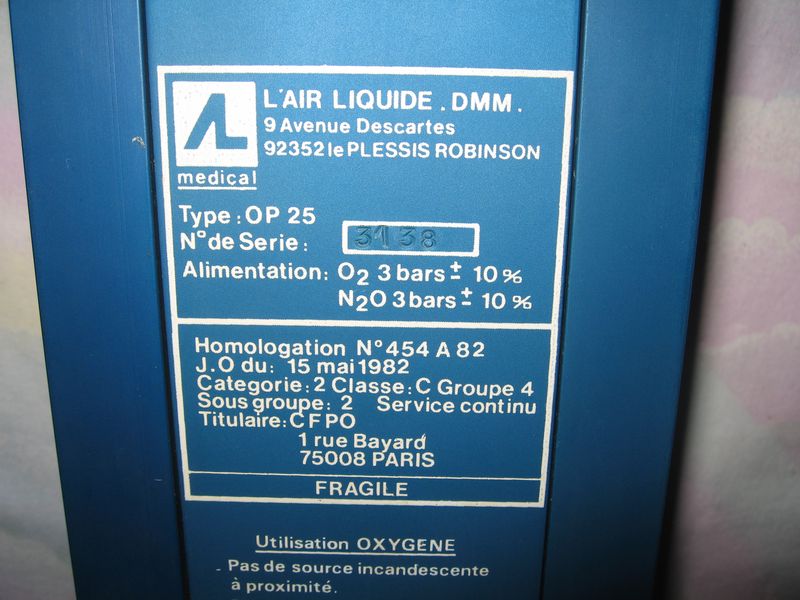 AL
medical
L'AIR LIQUIDE . DMM .
9 Avenue Descartes
92352 le PLESSIS ROBINSON
Type : OP 25
N° de Serie : 3138
Alimentation : O2 3 bars ± 10 %
N2O 3 bars ± 10 %
Homologation N° 454 A 82
J.O du : 15 mai 1982
Categorie : 2 Classe : C Groupe 4
Sous groupe : 2 Service continu
Titulaire : CFPO
1 rue Bayard
75008 PARIS
FRAGILE
Utilisation OXYGENE
- Pas de source incandescente
à proximité.